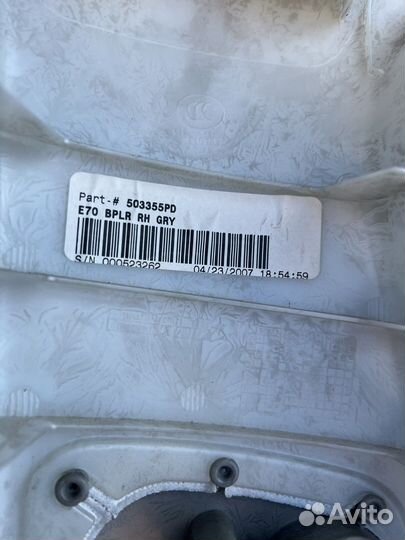 Part-# 503355PD
E70 BPLR RH GRY
S/N 000523262 04/23/2007 18:54:59
Avito